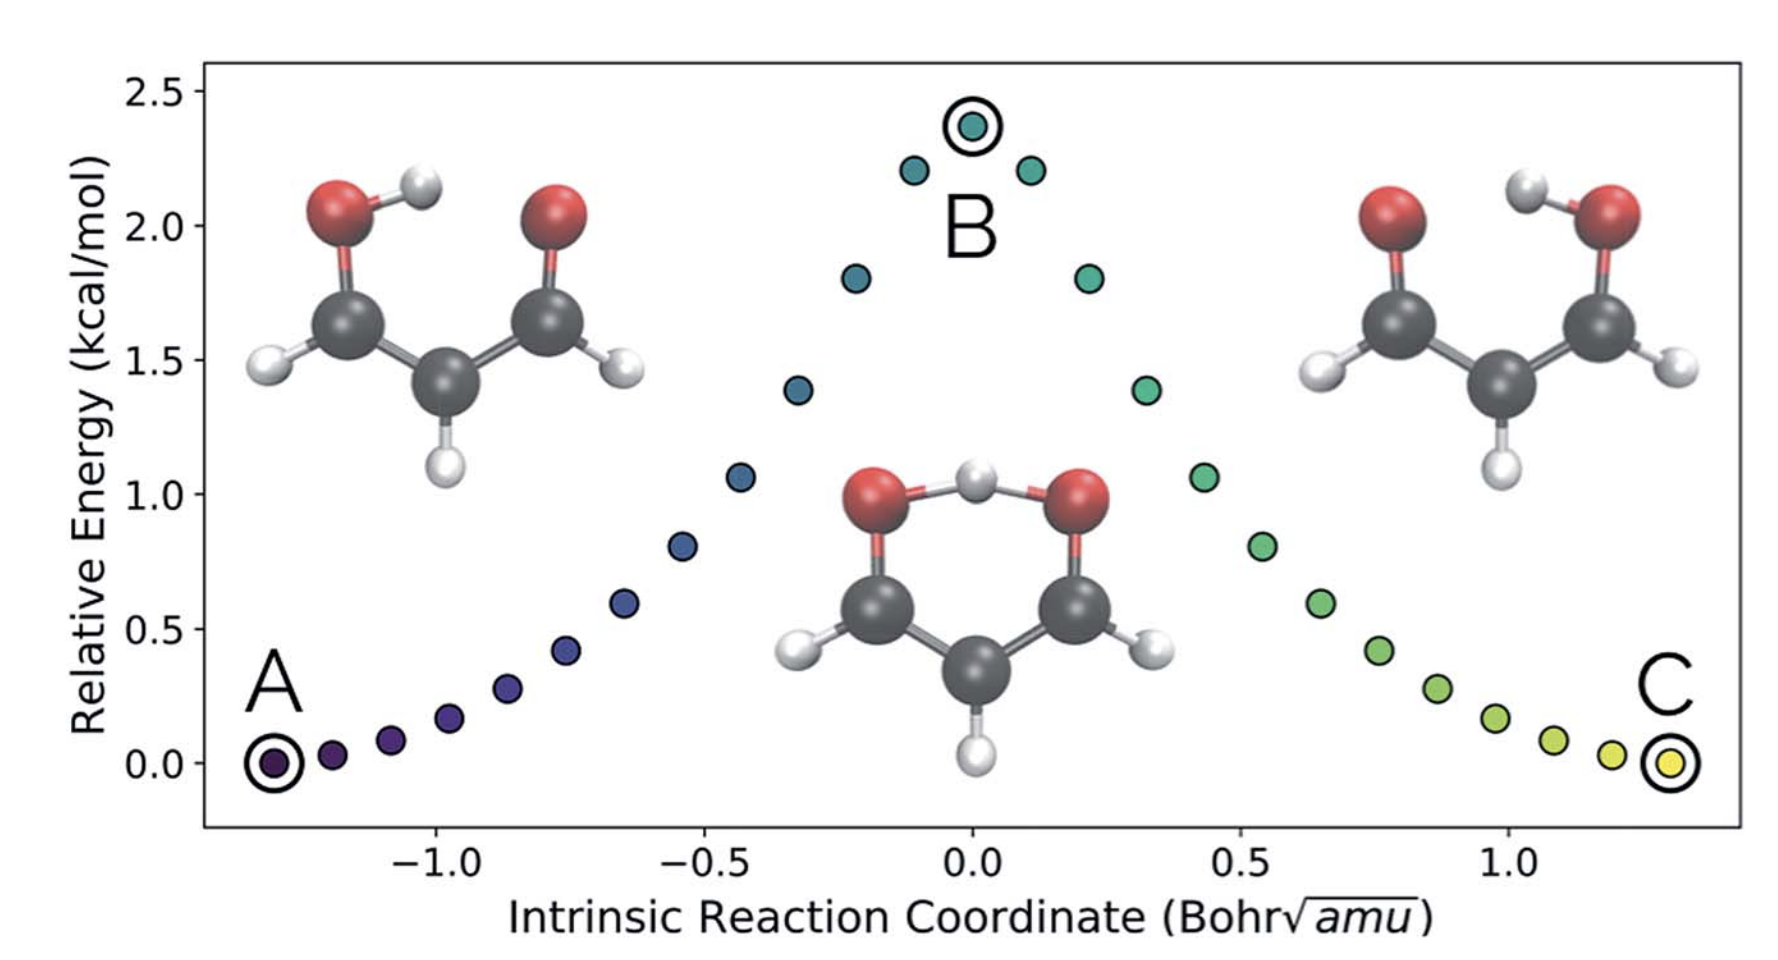 2.5
2.0
1.5
1.0
0.5
0.0
Relative Energy (kcal/mol)
A
B
C
−1.0 −0.5 0.0 0.5 1.0
Intrinsic Reaction Coordinate (Bohr√amu)